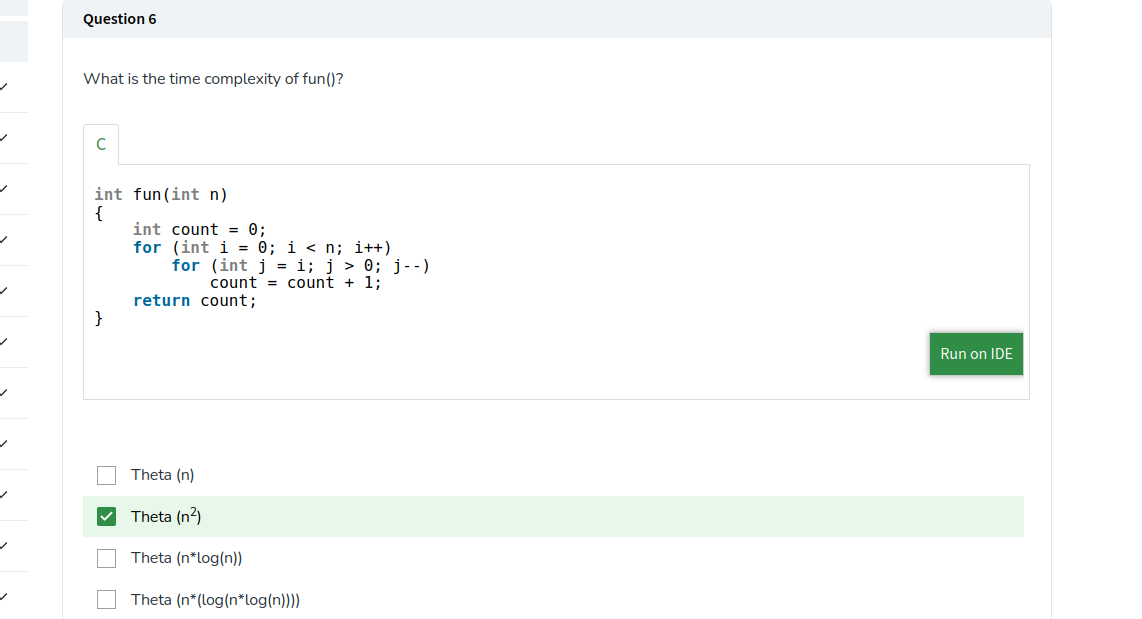 Question 6
What is the time complexity of fun()?
C
int fun(int n)
{
    int count = 0;
    for (int i = 0; i < n; i++)
        for (int j = i; j > 0; j--)
            count = count + 1;
    return count;
}
Run on IDE
Theta (n)
Theta (n²)
Theta (n*log(n))
Theta (n*(log(n*log(n))))